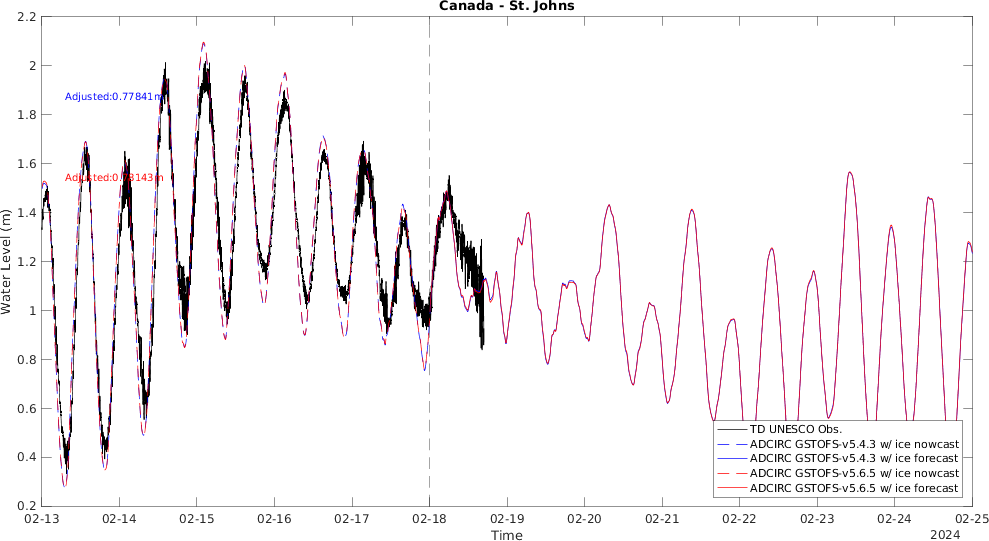 Canada - St. Johns
Water Level (m)
2.2
2
1.8
1.6
1.4
1.2
1
0.8
0.6
0.4
0.2
Adjusted:0.77841m
TD UNESCO Obs.
ADCIRC GSTOFS-v5.4.3 w/ ice nowcast
ADCIRC GSTOFS-v5.4.3 w/ ice forecast
ADCIRC GSTOFS-v5.6.5 w/ ice nowcast
ADCIRC GSTOFS-v5.6.5 w/ ice forecast
02-13 02-14 02-15 02-16 02-17 02-18 02-19 02-20 02-21 02-22 02-23 02-24 02-25
Time
2024